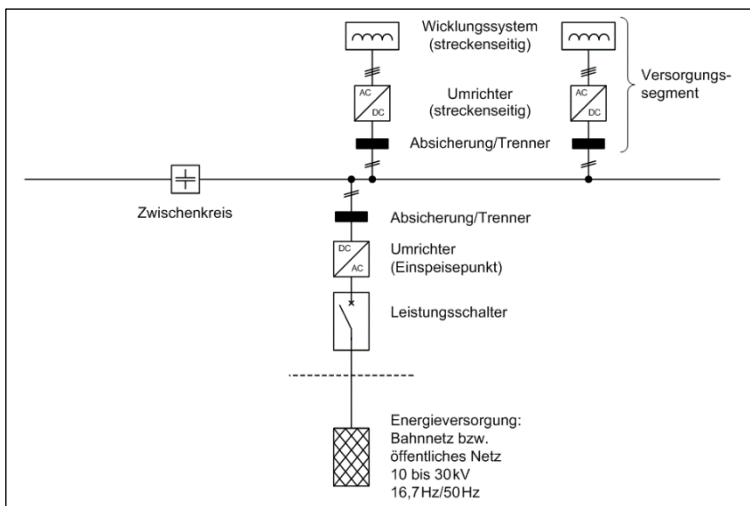 Wicklungssystem
(streckenseitig)
Versorgungs-
segment
AC
DC
Umrichter
(streckenseitig)
AC
DC
Absicherung/Trenner
Zwischenkreis
Absicherung/Trenner
DC
AC
Umrichter
(Einspeisepunkt)
Leistungsschalter
Energieversorgung:
Bahnnetz bzw.
öffentliches Netz
10 bis 30kV
16,7Hz/50Hz